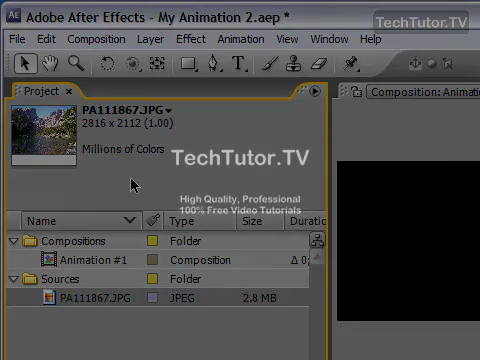 Adobe After Effects - My Animation 2.aep *
TechTutor.TV
File Edit Composition Layer Effect Animation View Window Help
Project
Composition: Animatio
PA111867.JPG
2816 x 2112 (1.00)
Millions of Colors
TechTutor.TV
High Quality, Professional
100% Free Video Tutorials
Name Type Size Duratio
Compositions Folder
Animation #1 Composition Δ 0;
Sources Folder
PA111867.JPG JPEG 2.8 MB